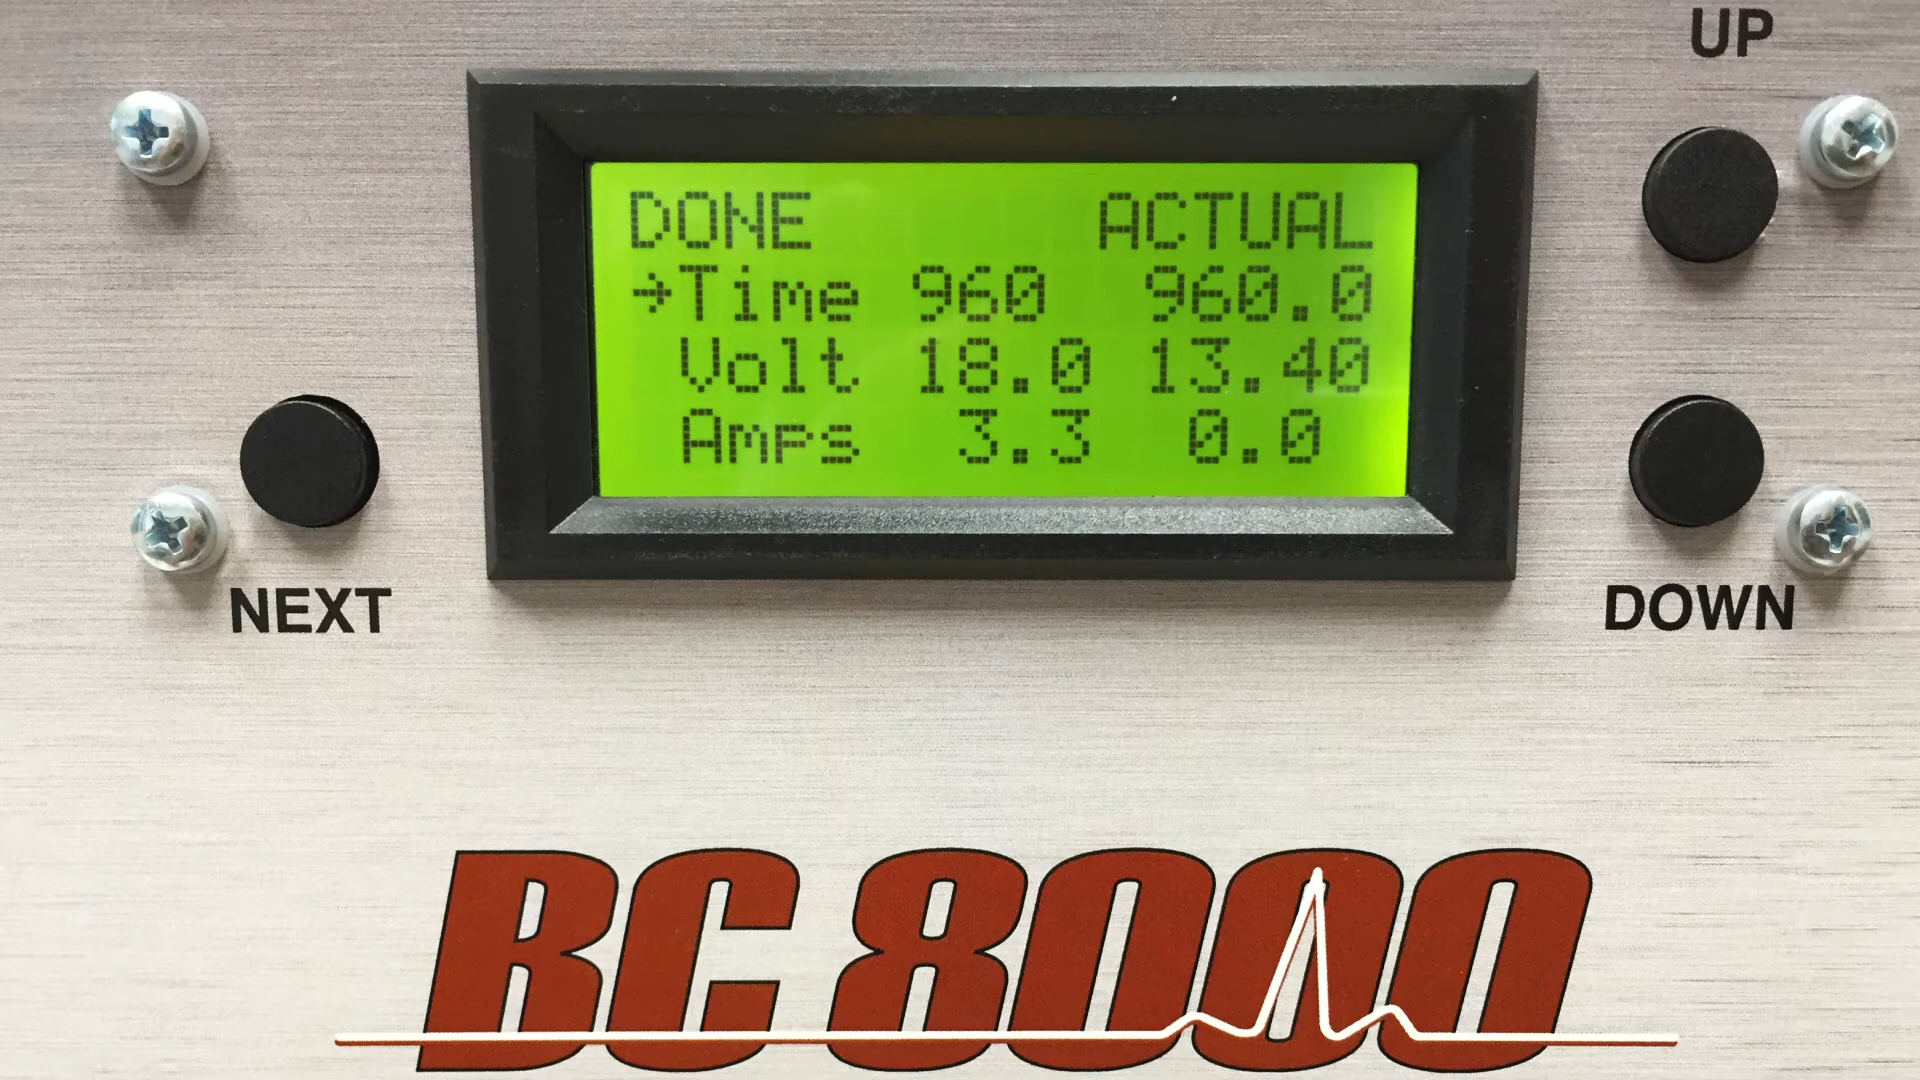 UP
DONE ACTUAL
→Time 960 960.0
Volt 18.0 13.40
Amps 3.3 0.0
NEXT
DOWN
BC 8000